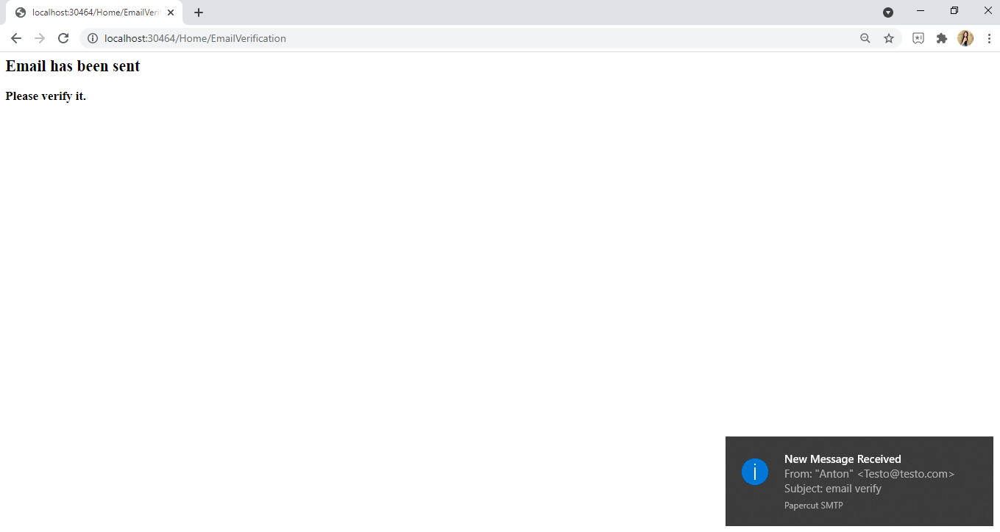 localhost:30464/Home/EmailVerif
localhost:30464/Home/EmailVerification
Email has been sent
Please verify it.
New Message Received
From: "Anton" <Testo@testo.com>
Subject: email verify
Papercut SMTP